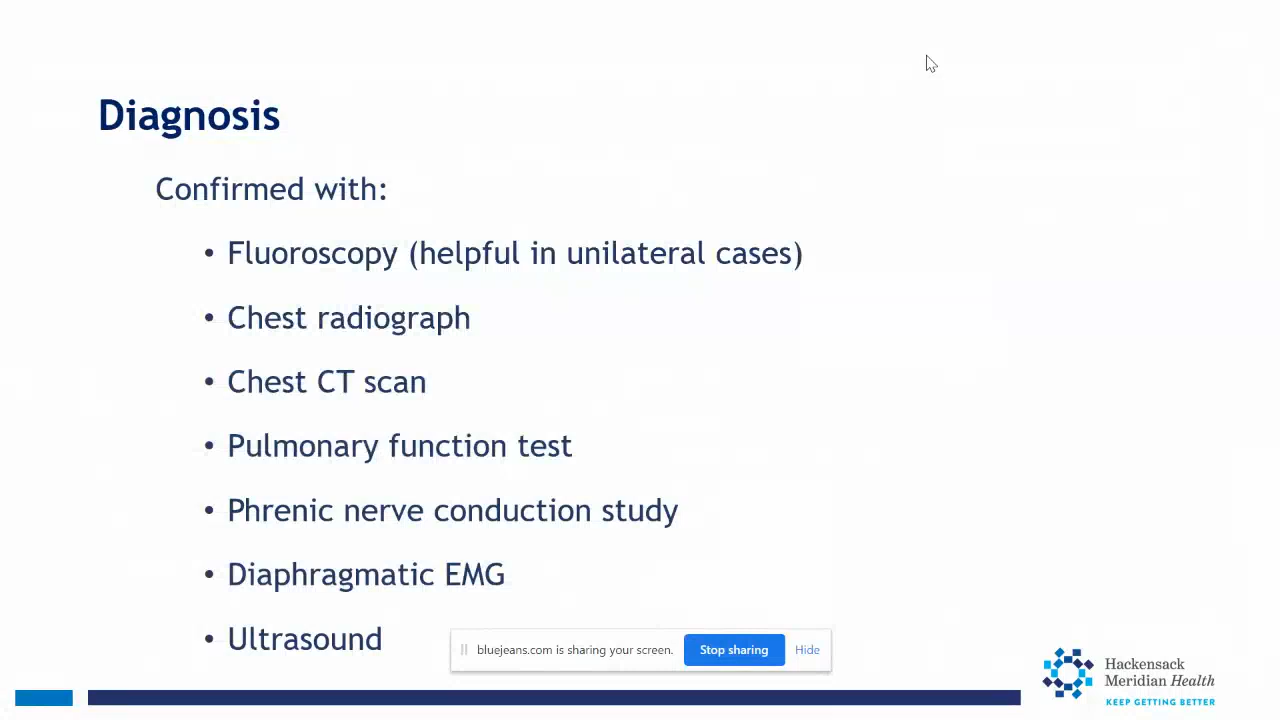 Diagnosis
Confirmed with:
• Fluoroscopy (helpful in unilateral cases)
• Chest radiograph
• Chest CT scan
• Pulmonary function test
• Phrenic nerve conduction study
• Diaphragmatic EMG
• Ultrasound
bluejeans.com is sharing your screen. Stop sharing Hide
Hackensack
Meridian Health
KEEP GETTING BETTER